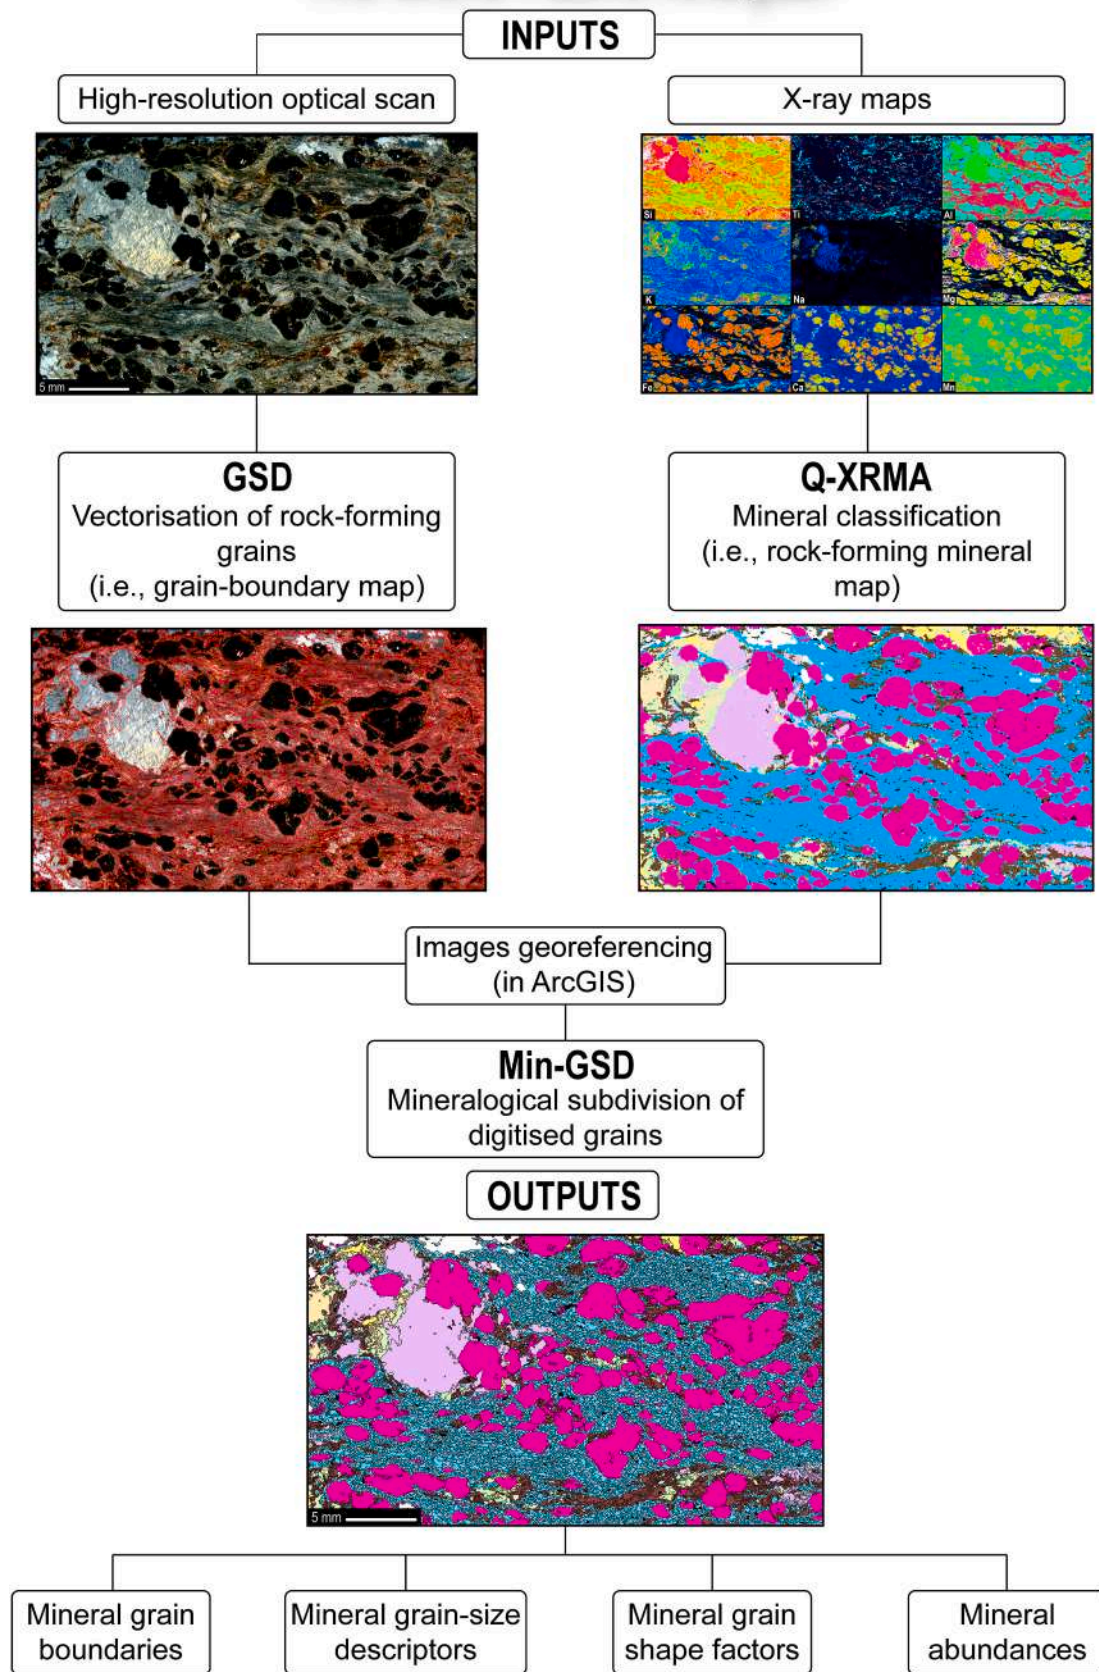 INPUTS
High-resolution optical scan
X-ray maps
5 mm
Si
Ti
Al
K
Na
Mg
Fe
Ca
Mn
GSD
Vectorisation of rock-forming
grains
(i.e., grain-boundary map)
Q-XRMA
Mineral classification
(i.e., rock-forming mineral
map)
Images georeferencing
(in ArcGIS)
Min-GSD
Mineralogical subdivision of
digitised grains
OUTPUTS
5 mm
Mineral grain
boundaries
Mineral grain-size
descriptors
Mineral grain
shape factors
Mineral
abundances